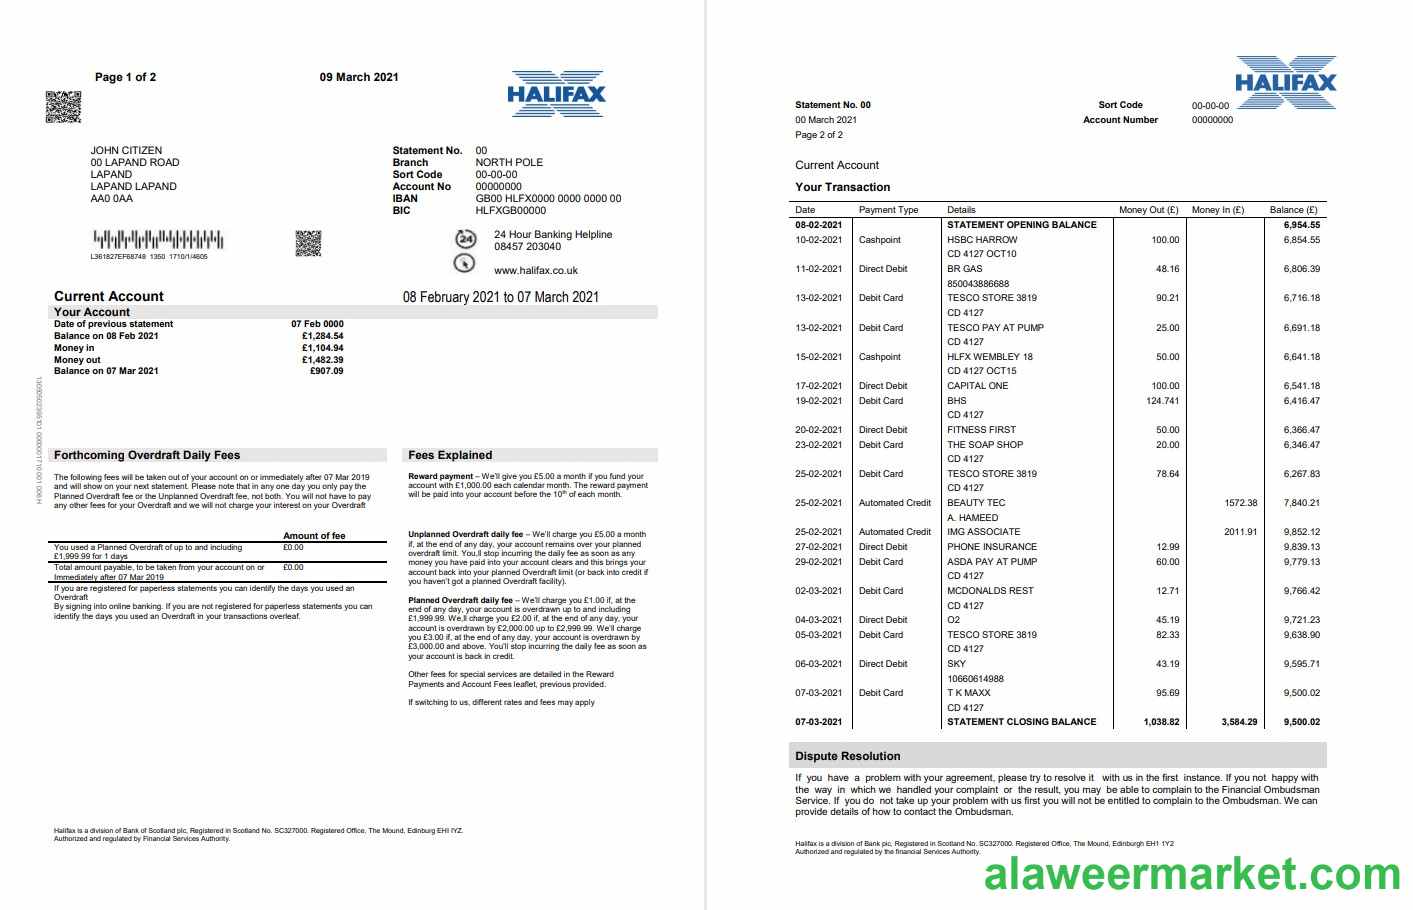 Page 1 of 2
09 March 2021
HALIFAX
JOHN CITIZEN
00 LAPAND ROAD
LAPAND
LAPAND LAPAND
AA0 0AA
Statement No. 00
Branch NORTH POLE
Sort Code 00-00-00
Account No 00000000
IBAN GB00 HLFX0000 0000 0000 00
BIC HLFXGB00000
L361827EF68748 1350 1710/1/4605
24
24 Hour Banking Helpline
08457 203040
www.halifax.co.uk
Current Account
08 February 2021 to 07 March 2021
Your Account
Date of previous statement 07 Feb 0000
Balance on 08 Feb 2021 £1,284.54
Money in £1,104.94
Money out £1,482.39
Balance on 07 Mar 2021 £907.09
Forthcoming Overdraft Daily Fees
The following fees will be taken out of your account on or immediately after 07 Mar 2019
and will show on your next statement. Please note that in any one day you only pay the
Planned Overdraft fee or the Unplanned Overdraft fee, not both. You will not have to pay
any other fees for your Overdraft and we will not charge your interest on your Overdraft
Amount of fee
You used a Planned Overdraft of up to and including £0.00
£1,999.99 for 1 days
Total amount payable, to be taken from your account on or £0.00
Immediately after 07 Mar 2019
If you are registered for paperless statements you can identify the days you used an
Overdraft
By signing into online banking. If you are not registered for paperless statements you can
identify the days you used an Overdraft in your transactions overleaf.
Fees Explained
Reward payment – We'll give you £5.00 a month if you fund your
account with £1,000.00 each calendar month. The reward payment
will be paid into your account before the 10th of each month.
Unplanned Overdraft daily fee – We'll charge you £5.00 a month
if, at the end of any day, your account remains over your planned
overdraft limit. You,ll stop incurring the daily fee as soon as any
money you have paid into your account clears and this brings your
account back into your planned Overdraft limit (or back into credit if
you haven't got a planned Overdraft facility).
Planned Overdraft daily fee – We'll charge you £1.00 if, at the
end of any day, your account is overdrawn up to and including
£1,999.99. We,ll charge you £2.00 if, at the end of any day, your
account is overdrawn by £2,000.00 up to £2,999.99. We'll charge
you £3.00 if, at the end of any day, your account is overdrawn by
£3,000.00 and above. You'll stop incurring the daily fee as soon as
your account is back in credit.
Other fees for special services are detailed in the Reward
Payments and Account Fees leaflet, previous provided.
If switching to us, different rates and fees may apply
Halifax is a division of Bank of Scotland plc, Registered in Scotland No. SC327000. Registered Office, The Mound, Edinburg EHI IYZ.
Authorized and regulated by Financial Services Authority.
HALIFAX
Statement No. 00
00 March 2021
Page 2 of 2
Sort Code 00-00-00
Account Number 00000000
Current Account
Your Transaction
Date Payment Type Details Money Out (£) Money In (£) Balance (£)
08-02-2021 STATEMENT OPENING BALANCE 6,954.55
10-02-2021 Cashpoint HSBC HARROW 100.00 6,854.55
CD 4127 OCT10
11-02-2021 Direct Debit BR GAS 48.16 6,806.39
850043886688
13-02-2021 Debit Card TESCO STORE 3819 90.21 6,716.18
CD 4127
13-02-2021 Debit Card TESCO PAY AT PUMP 25.00 6,691.18
CD 4127
15-02-2021 Cashpoint HLFX WEMBLEY 18 50.00 6,641.18
CD 4127 OCT15
17-02-2021 Direct Debit CAPITAL ONE 100.00 6,541.18
19-02-2021 Debit Card BHS 124.741 6,416.47
CD 4127
20-02-2021 Direct Debit FITNESS FIRST 50.00 6,366.47
23-02-2021 Debit Card THE SOAP SHOP 20.00 6,346.47
CD 4127
25-02-2021 Debit Card TESCO STORE 3819 78.64 6,267.83
CD 4127
25-02-2021 Automated Credit BEAUTY TEC 1572.38 7,840.21
A. HAMEED
25-02-2021 Automated Credit IMG ASSOCIATE 2011.91 9,852.12
27-02-2021 Direct Debit PHONE INSURANCE 12.99 9,839.13
29-02-2021 Debit Card ASDA PAY AT PUMP 60.00 9,779.13
CD 4127
02-03-2021 Debit Card MCDONALDS REST 12.71 9,766.42
CD 4127
04-03-2021 Direct Debit O2 45.19 9,721.23
05-03-2021 Debit Card TESCO STORE 3819 82.33 9,638.90
CD 4127
06-03-2021 Direct Debit SKY 43.19 9,595.71
10660614988
07-03-2021 Debit Card T K MAXX 95.69 9,500.02
CD 4127
07-03-2021 STATEMENT CLOSING BALANCE 1,038.82 3,584.29 9,500.02
Dispute Resolution
If you have a problem with your agreement, please try to resolve it with us in the first instance. If you not happy with
the way in which we handled your complaint or the result, you may be able to complain to the Financial Ombudsman
Service. If you do not take up your problem with us first you will not be entitled to complain to the Ombudsman. We can
provide details of how to contact the Ombudsman.
Halifax is a division of Bank pic, Registered in Scotland No. SC327000. Registered Office, The Mound, Edinburgh EH1 1Y2
Authorized and regulated by the financial Services Authority.
alaweermarket.com